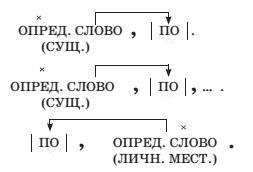 ×
ОПРЕД. СЛОВО , | ПО |.
(СУЩ.)
×
ОПРЕД. СЛОВО , | ПО |, ... .
(СУЩ.)
×
| ПО | , ОПРЕД. СЛОВО .
(ЛИЧН. МЕСТ.)